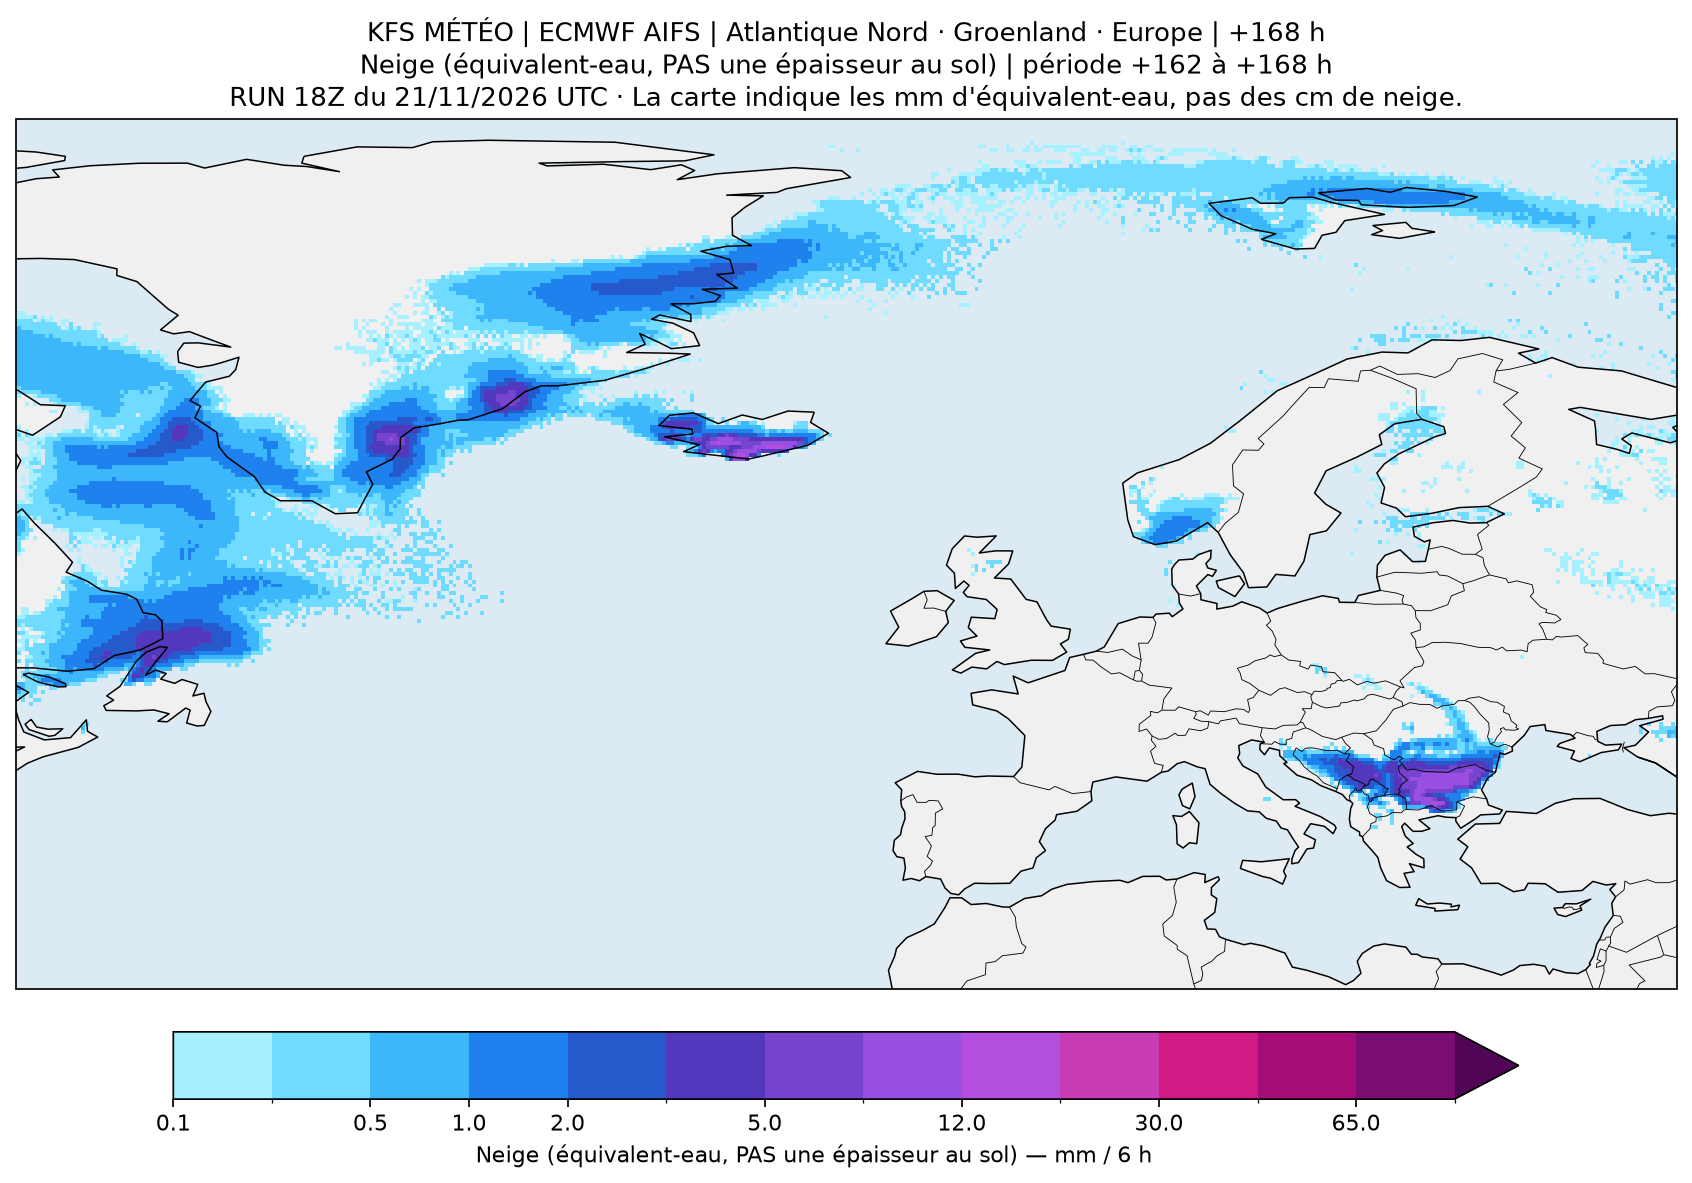 KFS MÉTÉO | ECMWF AIFS | Atlantique Nord · Groenland · Europe | +168 h
Neige (équivalent-eau, PAS une épaisseur au sol) | période +162 à +168 h
RUN 18Z du 21/11/2026 UTC · La carte indique les mm d'équivalent-eau, pas des cm de neige.
0.1 0.5 1.0 2.0 5.0 12.0 30.0 65.0
Neige (équivalent-eau, PAS une épaisseur au sol) — mm / 6 h